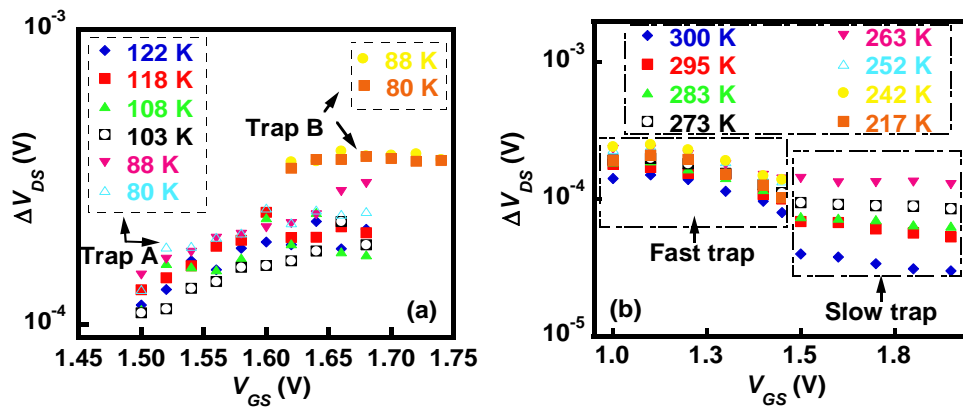 10⁻³
122 K
118 K
108 K
103 K
88 K
80 K
88 K
80 K
Trap B
Trap A
ΔV_DS (V)
10⁻⁴
(a)
1.45 1.50 1.55 1.60 1.65 1.70 1.75
V_GS (V)
10⁻³
300 K 263 K
295 K 252 K
283 K 242 K
273 K 217 K
ΔV_DS (V)
10⁻⁴
Fast trap
(b)
Slow trap
10⁻⁵
1.0 1.3 1.5 1.8
V_GS (V)